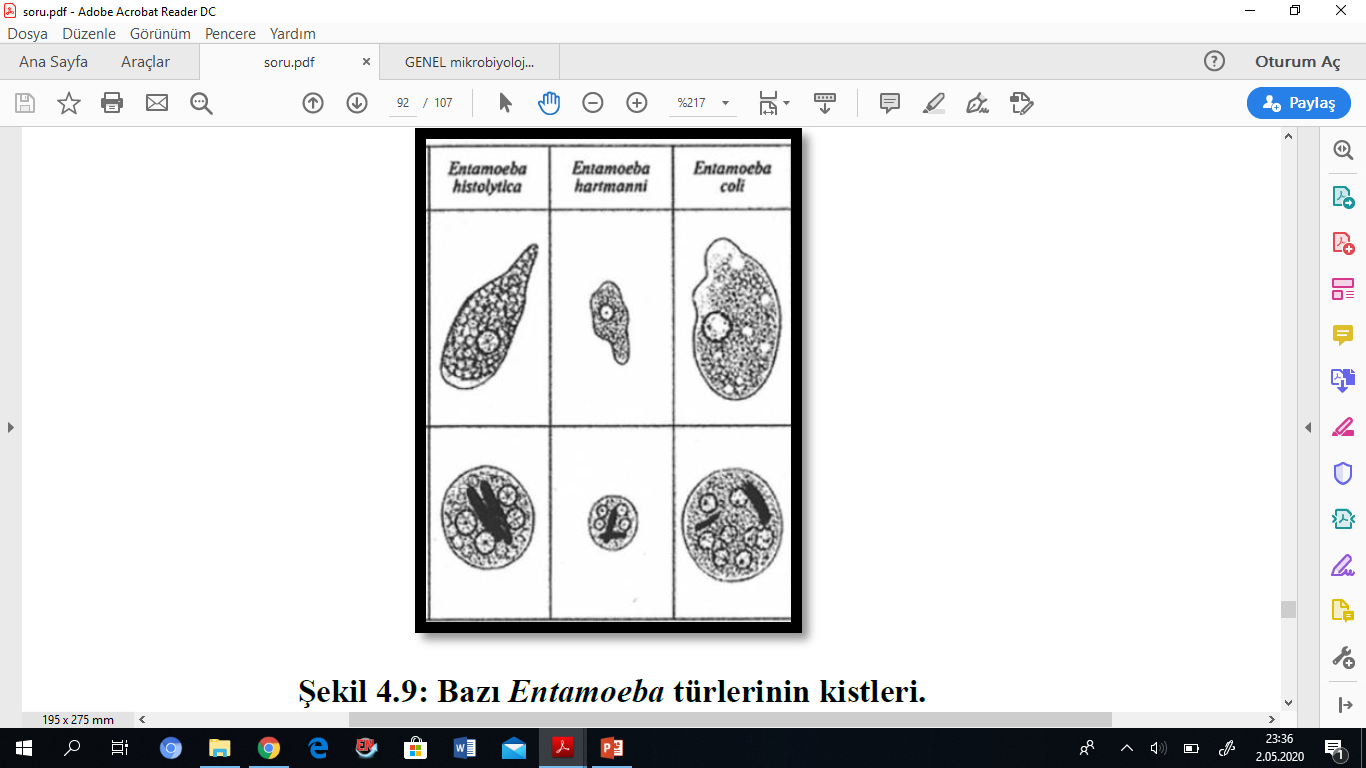 soru.pdf - Adobe Acrobat Reader DC
Dosya Düzenle Görünüm Pencere Yardım
Ana Sayfa Araçlar soru.pdf × GENEL mikrobiyoloj... ? Oturum Aç
92 / 107 %217 Paylaş
Entamoeba histolytica
Entamoeba hartmanni
Entamoeba coli
Şekil 4.9: Bazı Entamoeba türlerinin kistleri.
195 x 275 mm
23:36
2.05.2020
1